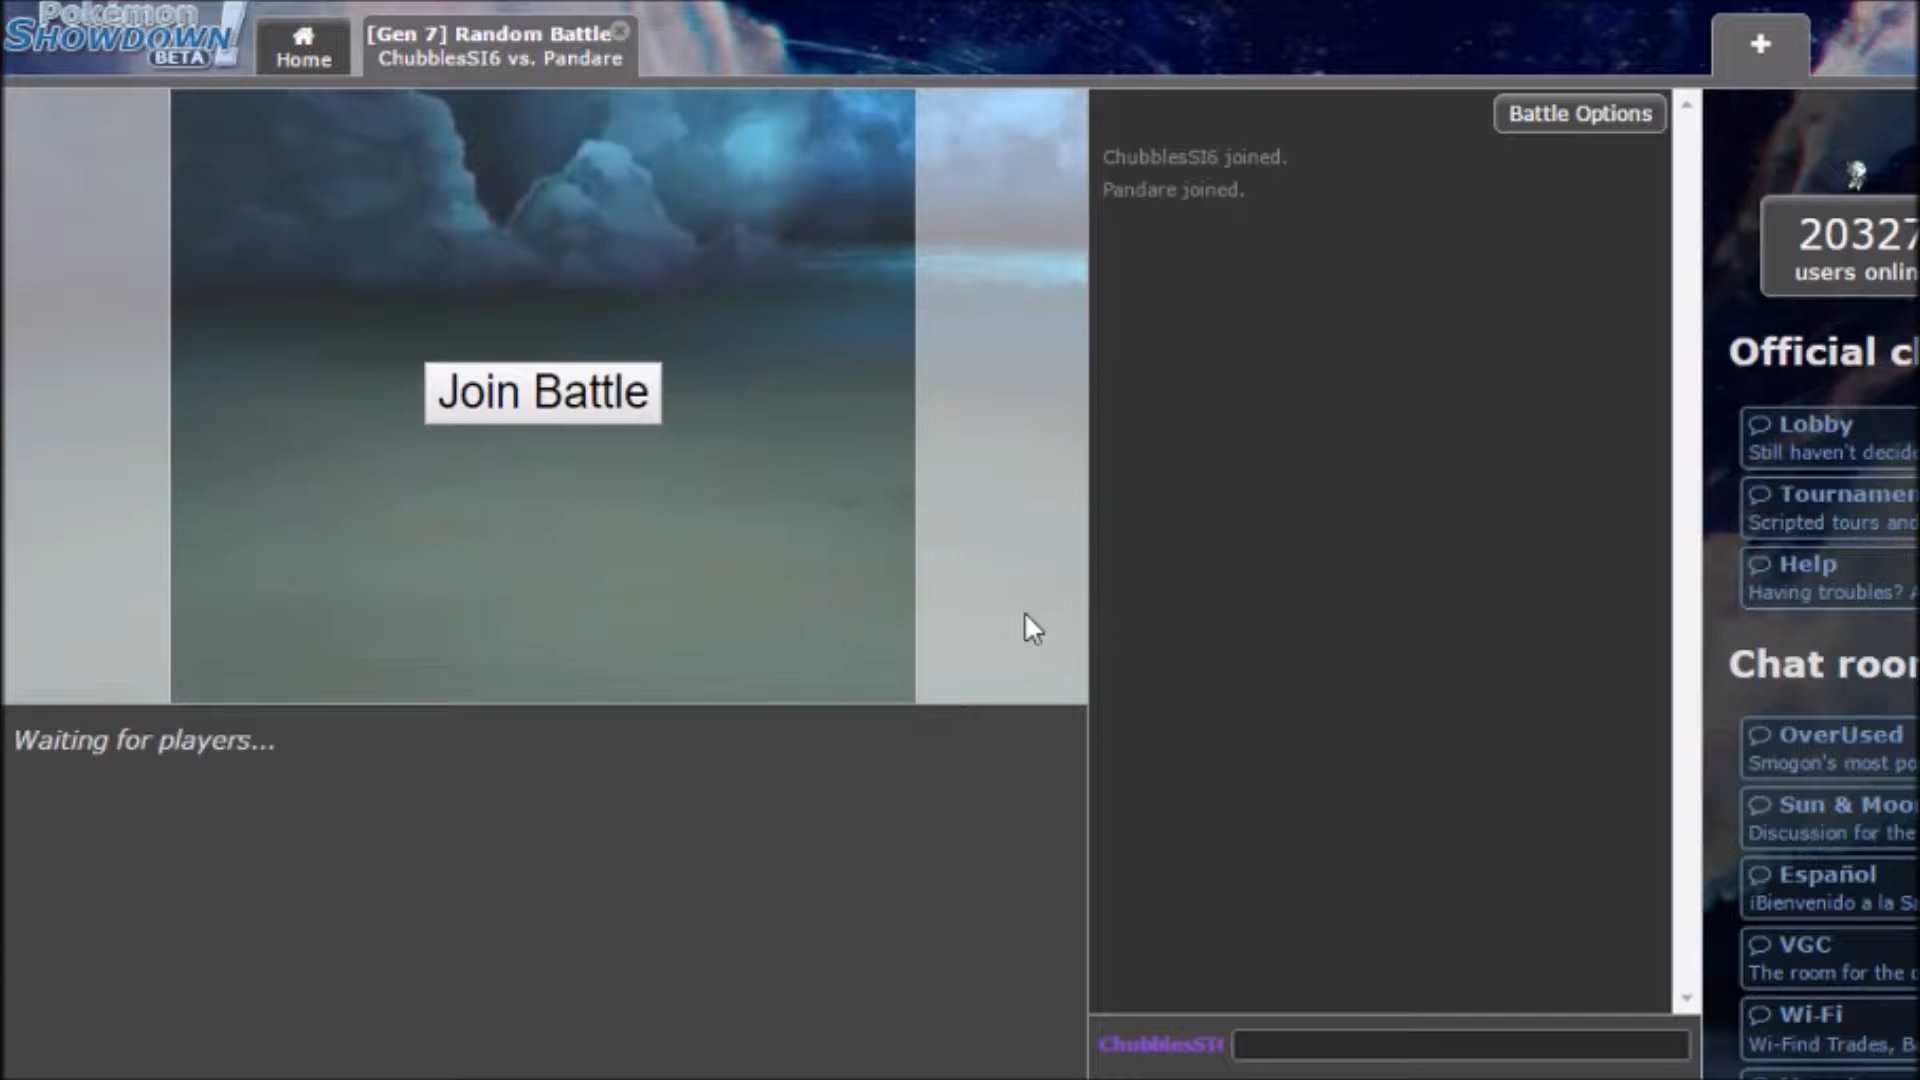 Pokémon
SHOWDOWN!
BETA
Home
[Gen 7] Random Battle
ChubblesSI6 vs. Pandare
Join Battle
Waiting for players...
Battle Options
ChubblesSI6 joined.
Pandare joined.
ChubblesSI
20327
users onlin
Official c
Lobby
Still haven't decid
Tournamen
Scripted tours and
Help
Having troubles? A
Chat roo
OverUsed
Smogon's most po
Sun & Moo
Discussion for the
Español
¡Bienvenido a la S
VGC
The room for the
Wi-Fi
Wi-Find Trades, B